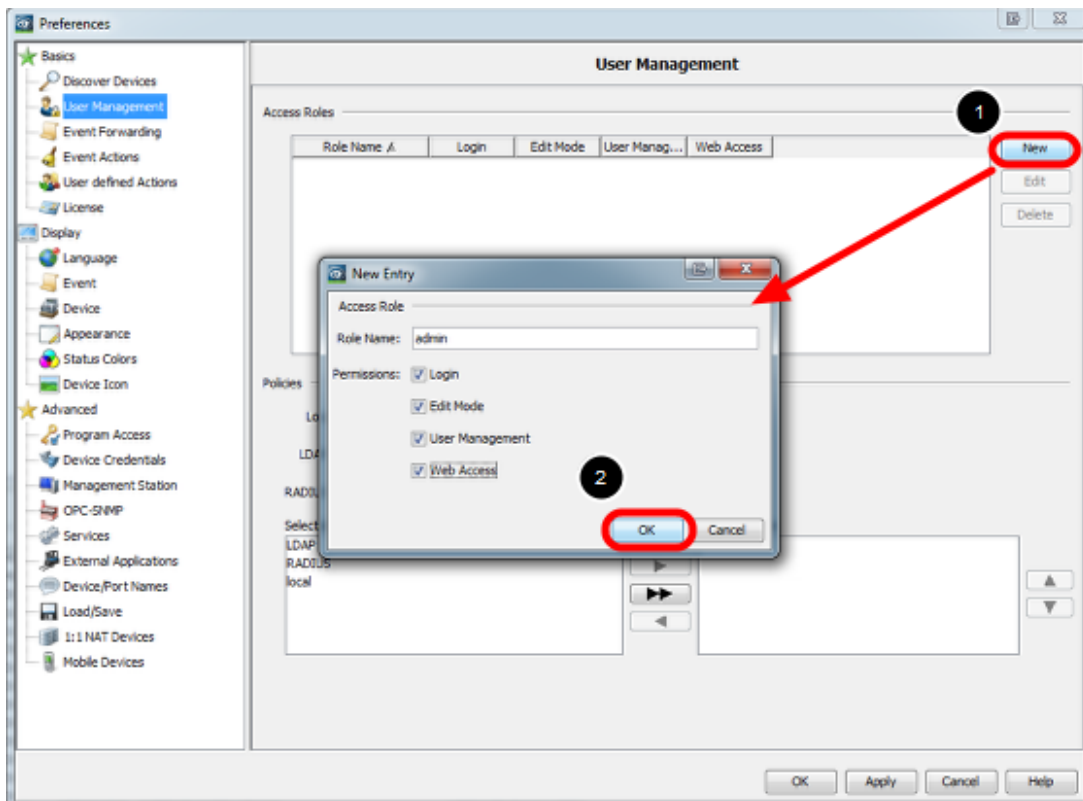 Preferences
Basics
Discover Devices
User Management
Event Forwarding
Event Actions
User defined Actions
License
Display
Language
Event
Device
Appearance
Status Colors
Device Icon
Advanced
Program Access
Device Credentials
Management Station
OPC-SNMP
Services
External Applications
Device/Port Names
Load/Save
1:1 NAT Devices
Mobile Devices
User Management
Access Roles
1
Role Name Login Edit Mode User Manag... Web Access
New
Edit
Delete
New Entry
Access Role
Role Name: admin
Permissions: Login
Edit Mode
User Management
Web Access
2
OK Cancel
Policies
Lo
LDA
RADIU
Select
LDAP
RADIUS
local
OK Apply Cancel Help